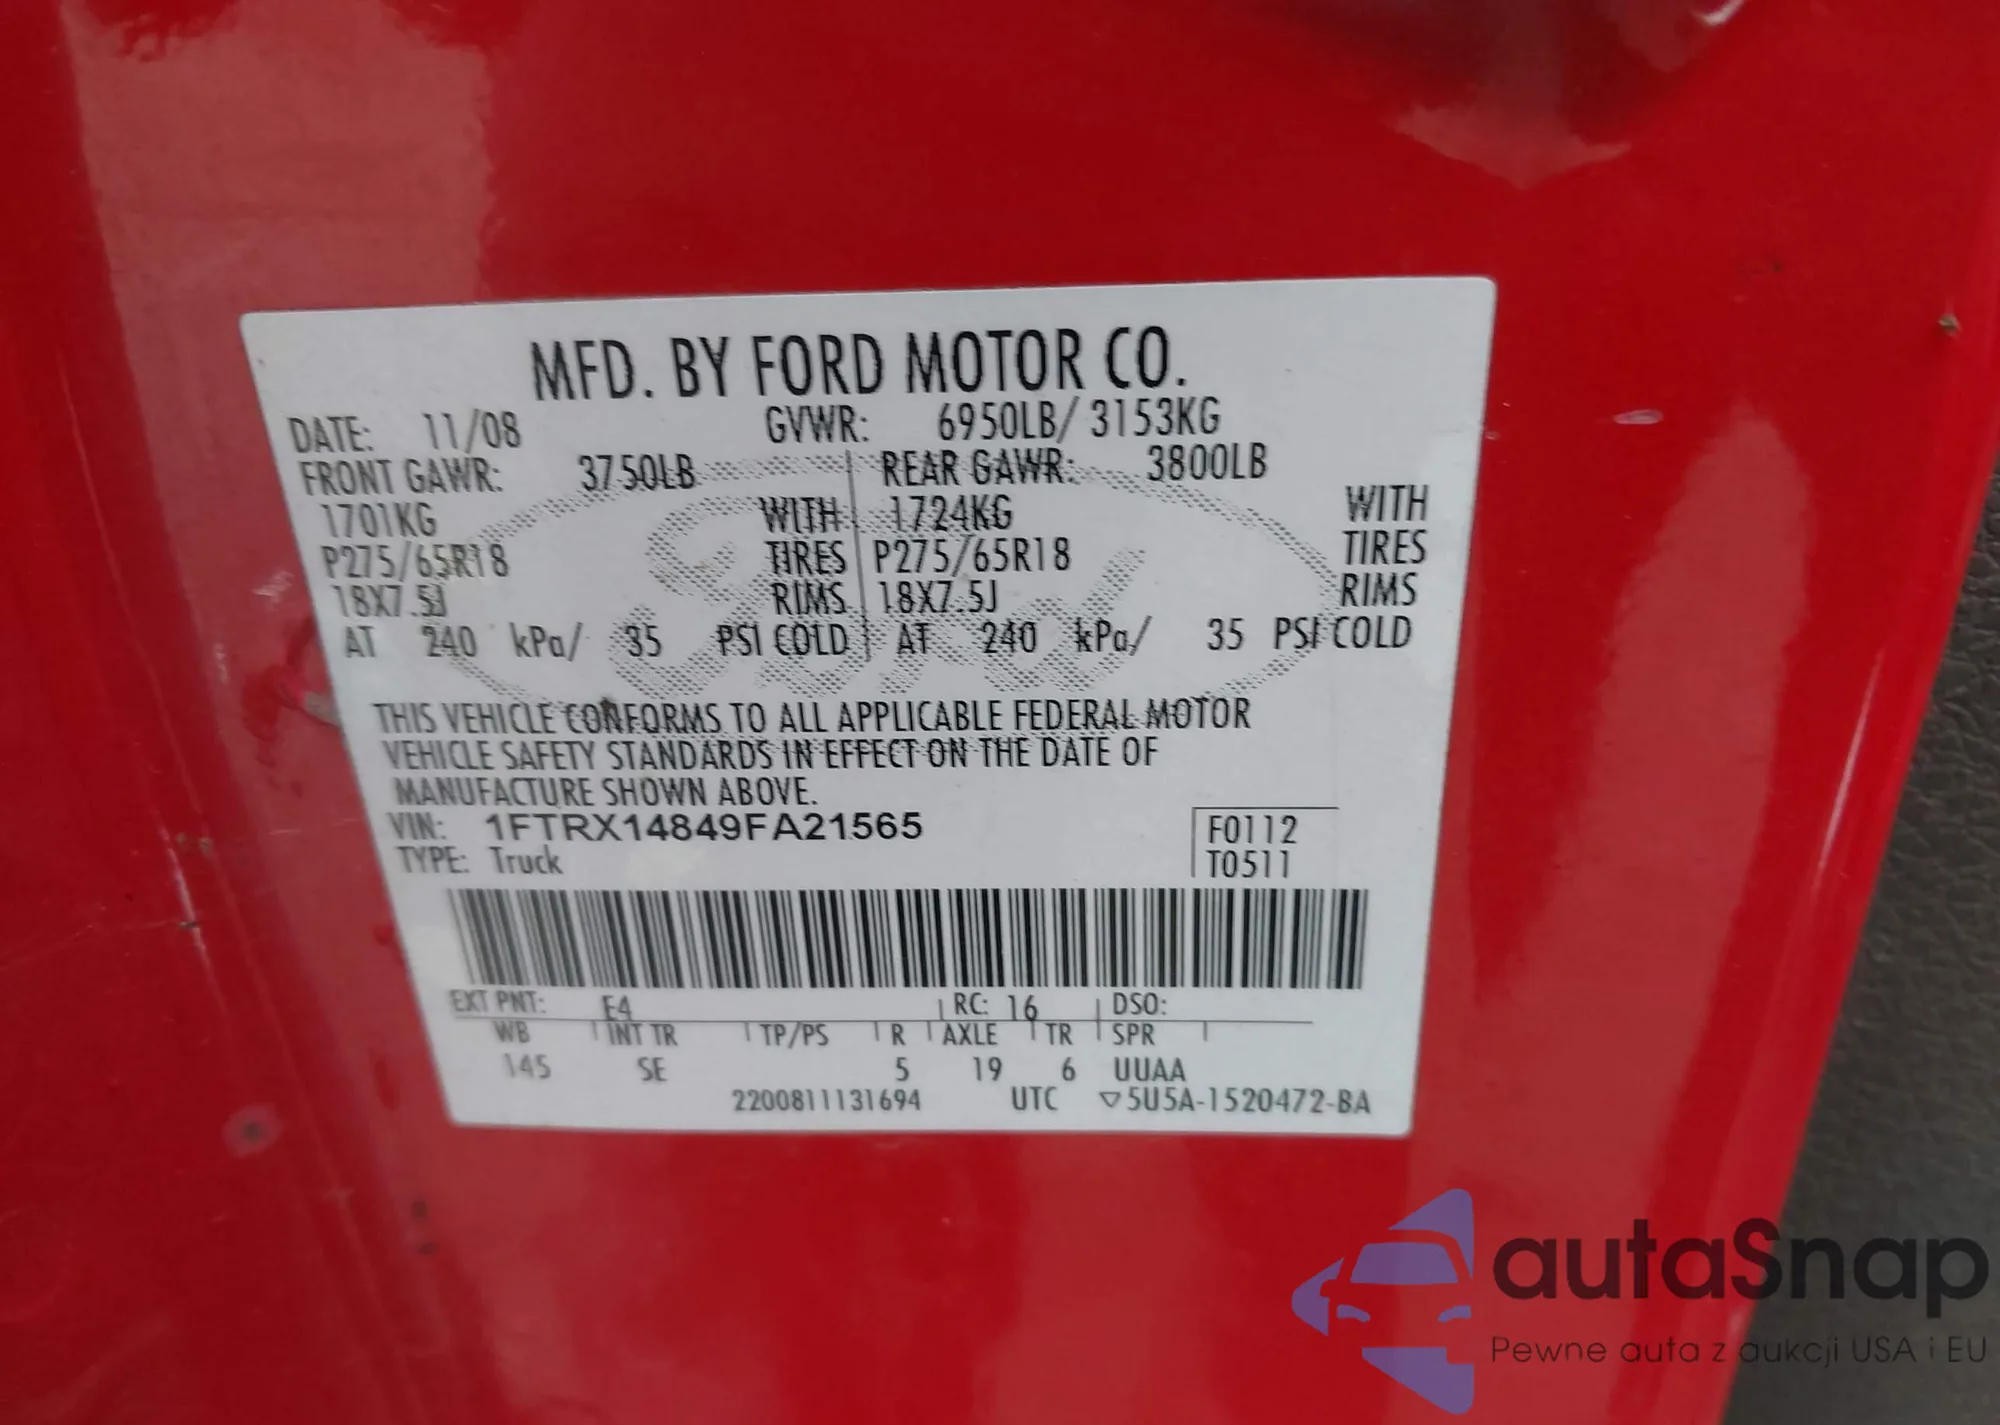 MFD. BY FORD MOTOR CO.
DATE: 11/08 GVWR: 6950LB/ 3153KG
FRONT GAWR: 3750LB REAR GAWR: 3800LB
1701KG WITH 1724KG WITH
P275/65R18 TIRES P275/65R18 TIRES
18X7.5J RIMS 18X7.5J RIMS
AT 240 kPa/ 35 PSI COLD AT 240 kPa/ 35 PSI COLD
THIS VEHICLE CONFORMS TO ALL APPLICABLE FEDERAL MOTOR
VEHICLE SAFETY STANDARDS IN EFFECT ON THE DATE OF
MANUFACTURE SHOWN ABOVE.
VIN: 1FTRX14849FA21565 F0112
TYPE: Truck T0511
EXT PNT: E4 RC: 16 DSO:
WB INT TR TP/PS R AXLE TR SPR
145 SE 5 19 6 UUAA
2200811131694 UTC ▽5U5A-1520472-BA
Ford
autaSnap
Pewne auta z aukcji USA i EU